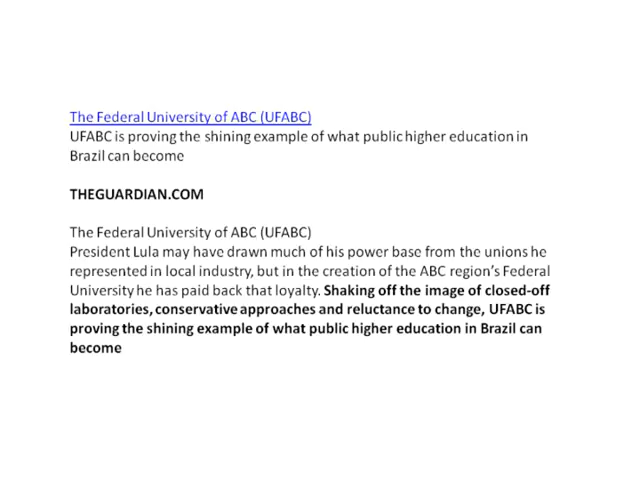 The Federal University of ABC (UFABC)
UFABC is proving the shining example of what public higher education in
Brazil can become
THEGUARDIAN.COM
The Federal University of ABC (UFABC)
President Lula may have drawn much of his power base from the unions he
represented in local industry, but in the creation of the ABC region’s Federal
University he has paid back that loyalty. Shaking off the image of closed-off
laboratories, conservative approaches and reluctance to change, UFABC is
proving the shining example of what public higher education in Brazil can
become